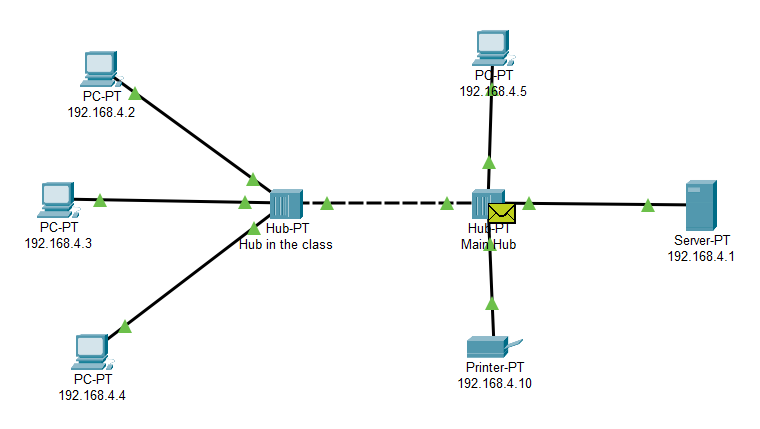 PC-PT
192.168.4.5
PC-PT
192.168.4.2
PC-PT
192.168.4.3
Hub-PT
Hub in the class
Hub-PT
Main Hub
Server-PT
192.168.4.1
PC-PT
192.168.4.4
Printer-PT
192.168.4.10